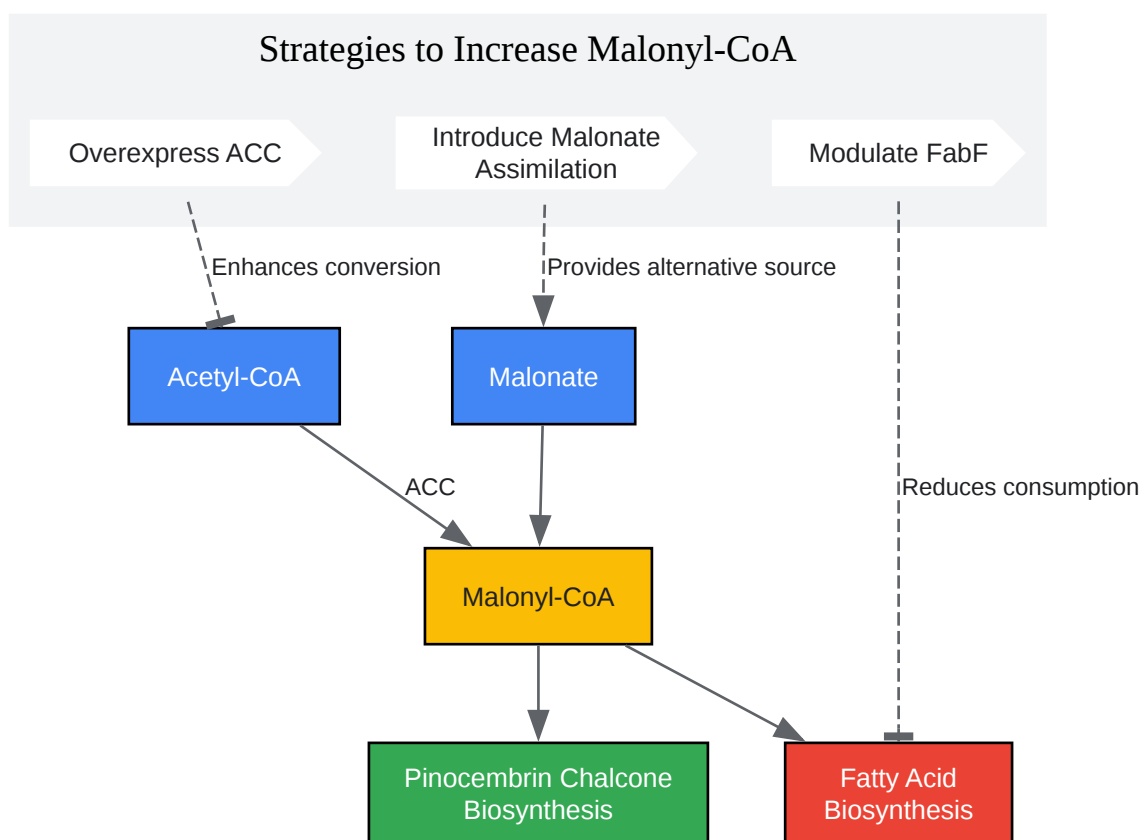 Strategies to Increase Malonyl-CoA
Overexpress ACC
Introduce Malonate
Assimilation
Modulate FabF
Enhances conversion
Provides alternative source
Acetyl-CoA
Malonate
ACC
Reduces consumption
Malonyl-CoA
Pinocembrin Chalcone
Biosynthesis
Fatty Acid
Biosynthesis